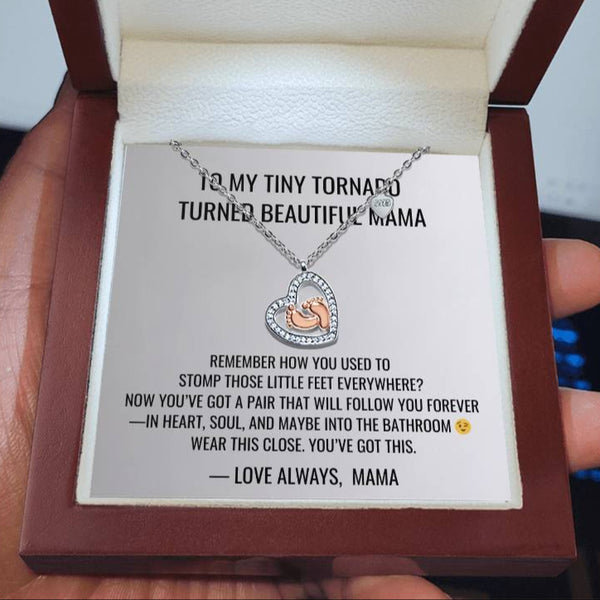 TO MY TINY TORNADO
TURNED BEAUTIFUL MAMA
REMEMBER HOW YOU USED TO
STOMP THOSE LITTLE FEET EVERYWHERE?
NOW YOU'VE GOT A PAIR THAT WILL FOLLOW YOU FOREVER
—IN HEART, SOUL, AND MAYBE INTO THE BATHROOM 😉
WEAR THIS CLOSE. YOU'VE GOT THIS.
— LOVE ALWAYS, MAMA